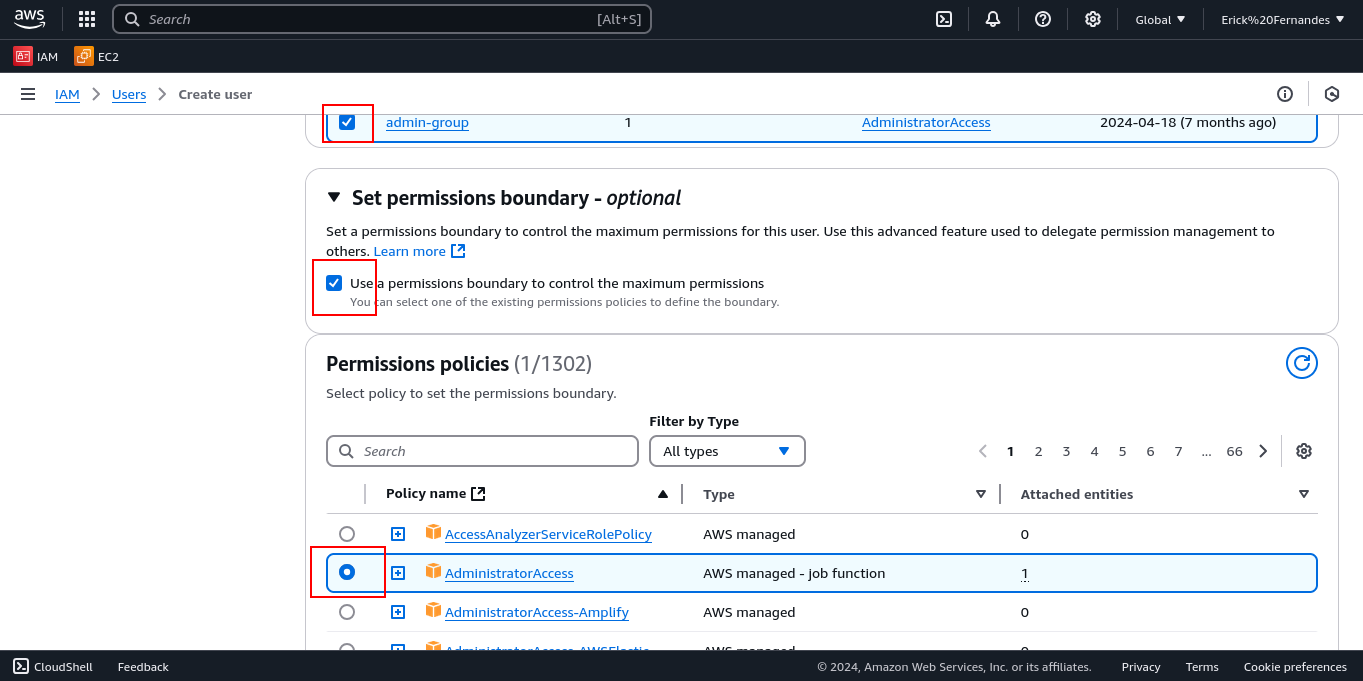 aws
Search [Alt+S] Global Erick%20Fernandes
IAM EC2
IAM Users Create user
admin-group 1 AdministratorAccess 2024-04-18 (7 months ago)
Set permissions boundary - optional
Set a permissions boundary to control the maximum permissions for this user. Use this advanced feature used to delegate permission management to
others. Learn more
Use a permissions boundary to control the maximum permissions
You can select one of the existing permissions policies to define the boundary.
Permissions policies (1/1302)
Select policy to set the permissions boundary.
Filter by Type
Search All types 1 2 3 4 5 6 7 ... 66
Policy name Type Attached entities
AccessAnalyzerServiceRolePolicy AWS managed 0
AdministratorAccess AWS managed - job function 1
AdministratorAccess-Amplify AWS managed 0
AdministratorAccess-AWSElastic AWS managed 0
CloudShell Feedback © 2024, Amazon Web Services, Inc. or its affiliates. Privacy Terms Cookie preferences